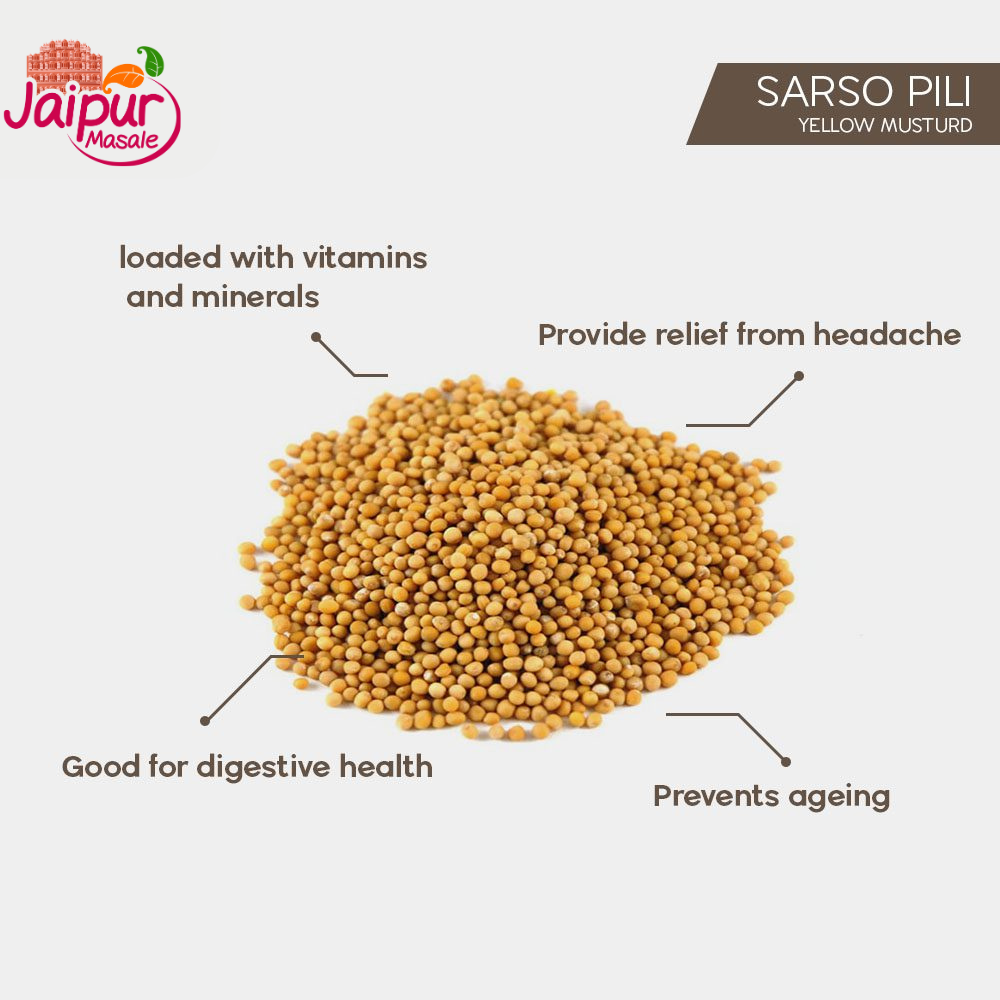 Jaipur
Masale
SARSO PILI
YELLOW MUSTURD
loaded with vitamins
and minerals
Provide relief from headache
Good for digestive health
Prevents ageing